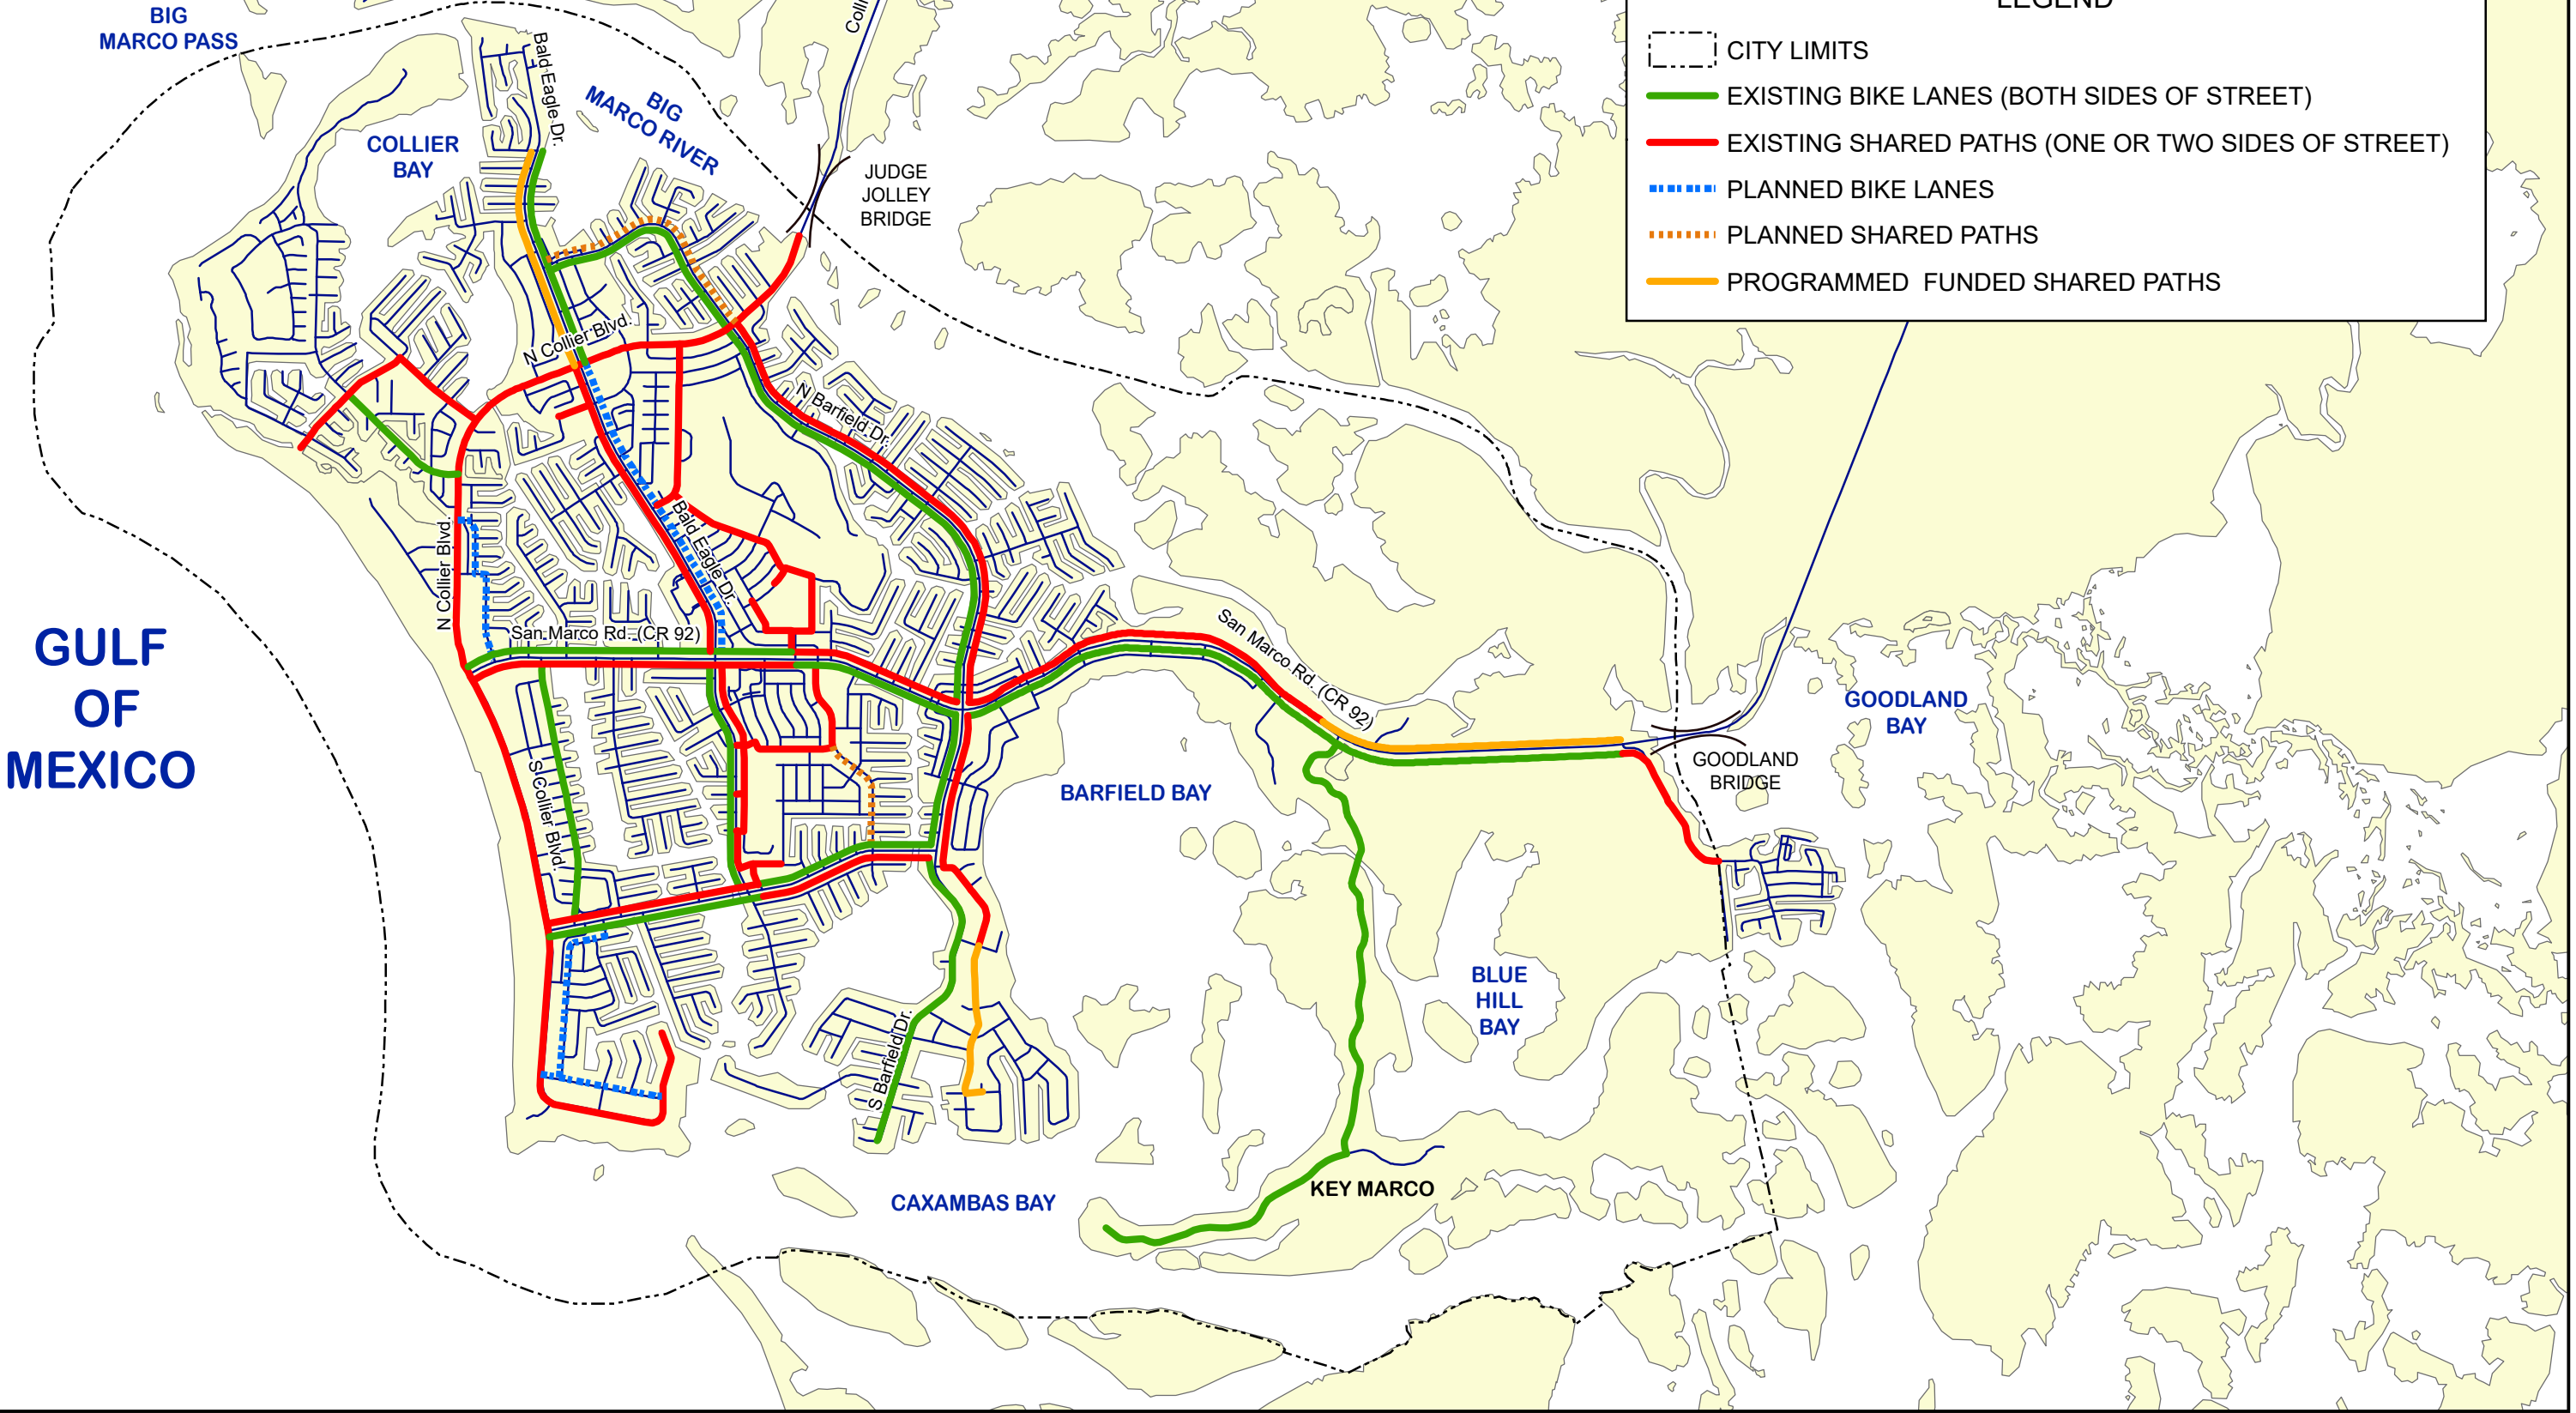 BIG
MARCO PASS
Bald Eagle Dr.
BIG
MARCO RIVER
COLLIER
BAY
JUDGE
JOLLEY
BRIDGE
LEGEND
CITY LIMITS
EXISTING BIKE LANES (BOTH SIDES OF STREET)
EXISTING SHARED PATHS (ONE OR TWO SIDES OF STREET)
PLANNED BIKE LANES
PLANNED SHARED PATHS
PROGRAMMED  FUNDED SHARED PATHS
N Collier Blvd.
N Barfield Dr.
N Collier Blvd.
Bald Eagle Dr.
San Marco Rd. (CR 92)
San Marco Rd. (CR 92)
GULF
OF
MEXICO
S Collier Blvd.
BARFIELD BAY
GOODLAND
BRIDGE
GOODLAND
BAY
BLUE
HILL
BAY
S Barfield Dr.
KEY MARCO
CAXAMBAS BAY